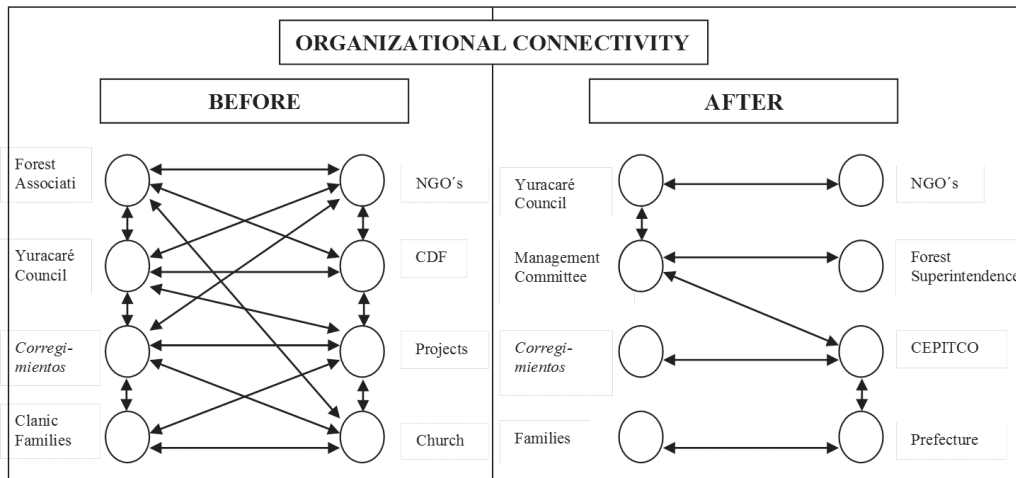 ORGANIZATIONAL CONNECTIVITY
BEFORE
Forest
Associati
NGO´s
Yuracaré
Council
CDF
Corregi-
mientos
Projects
Clanic
Families
Church
AFTER
Yuracaré
Council
NGO´s
Management
Committee
Forest
Superintendence
Corregi-
mientos
CEPITCO
Families
Prefecture